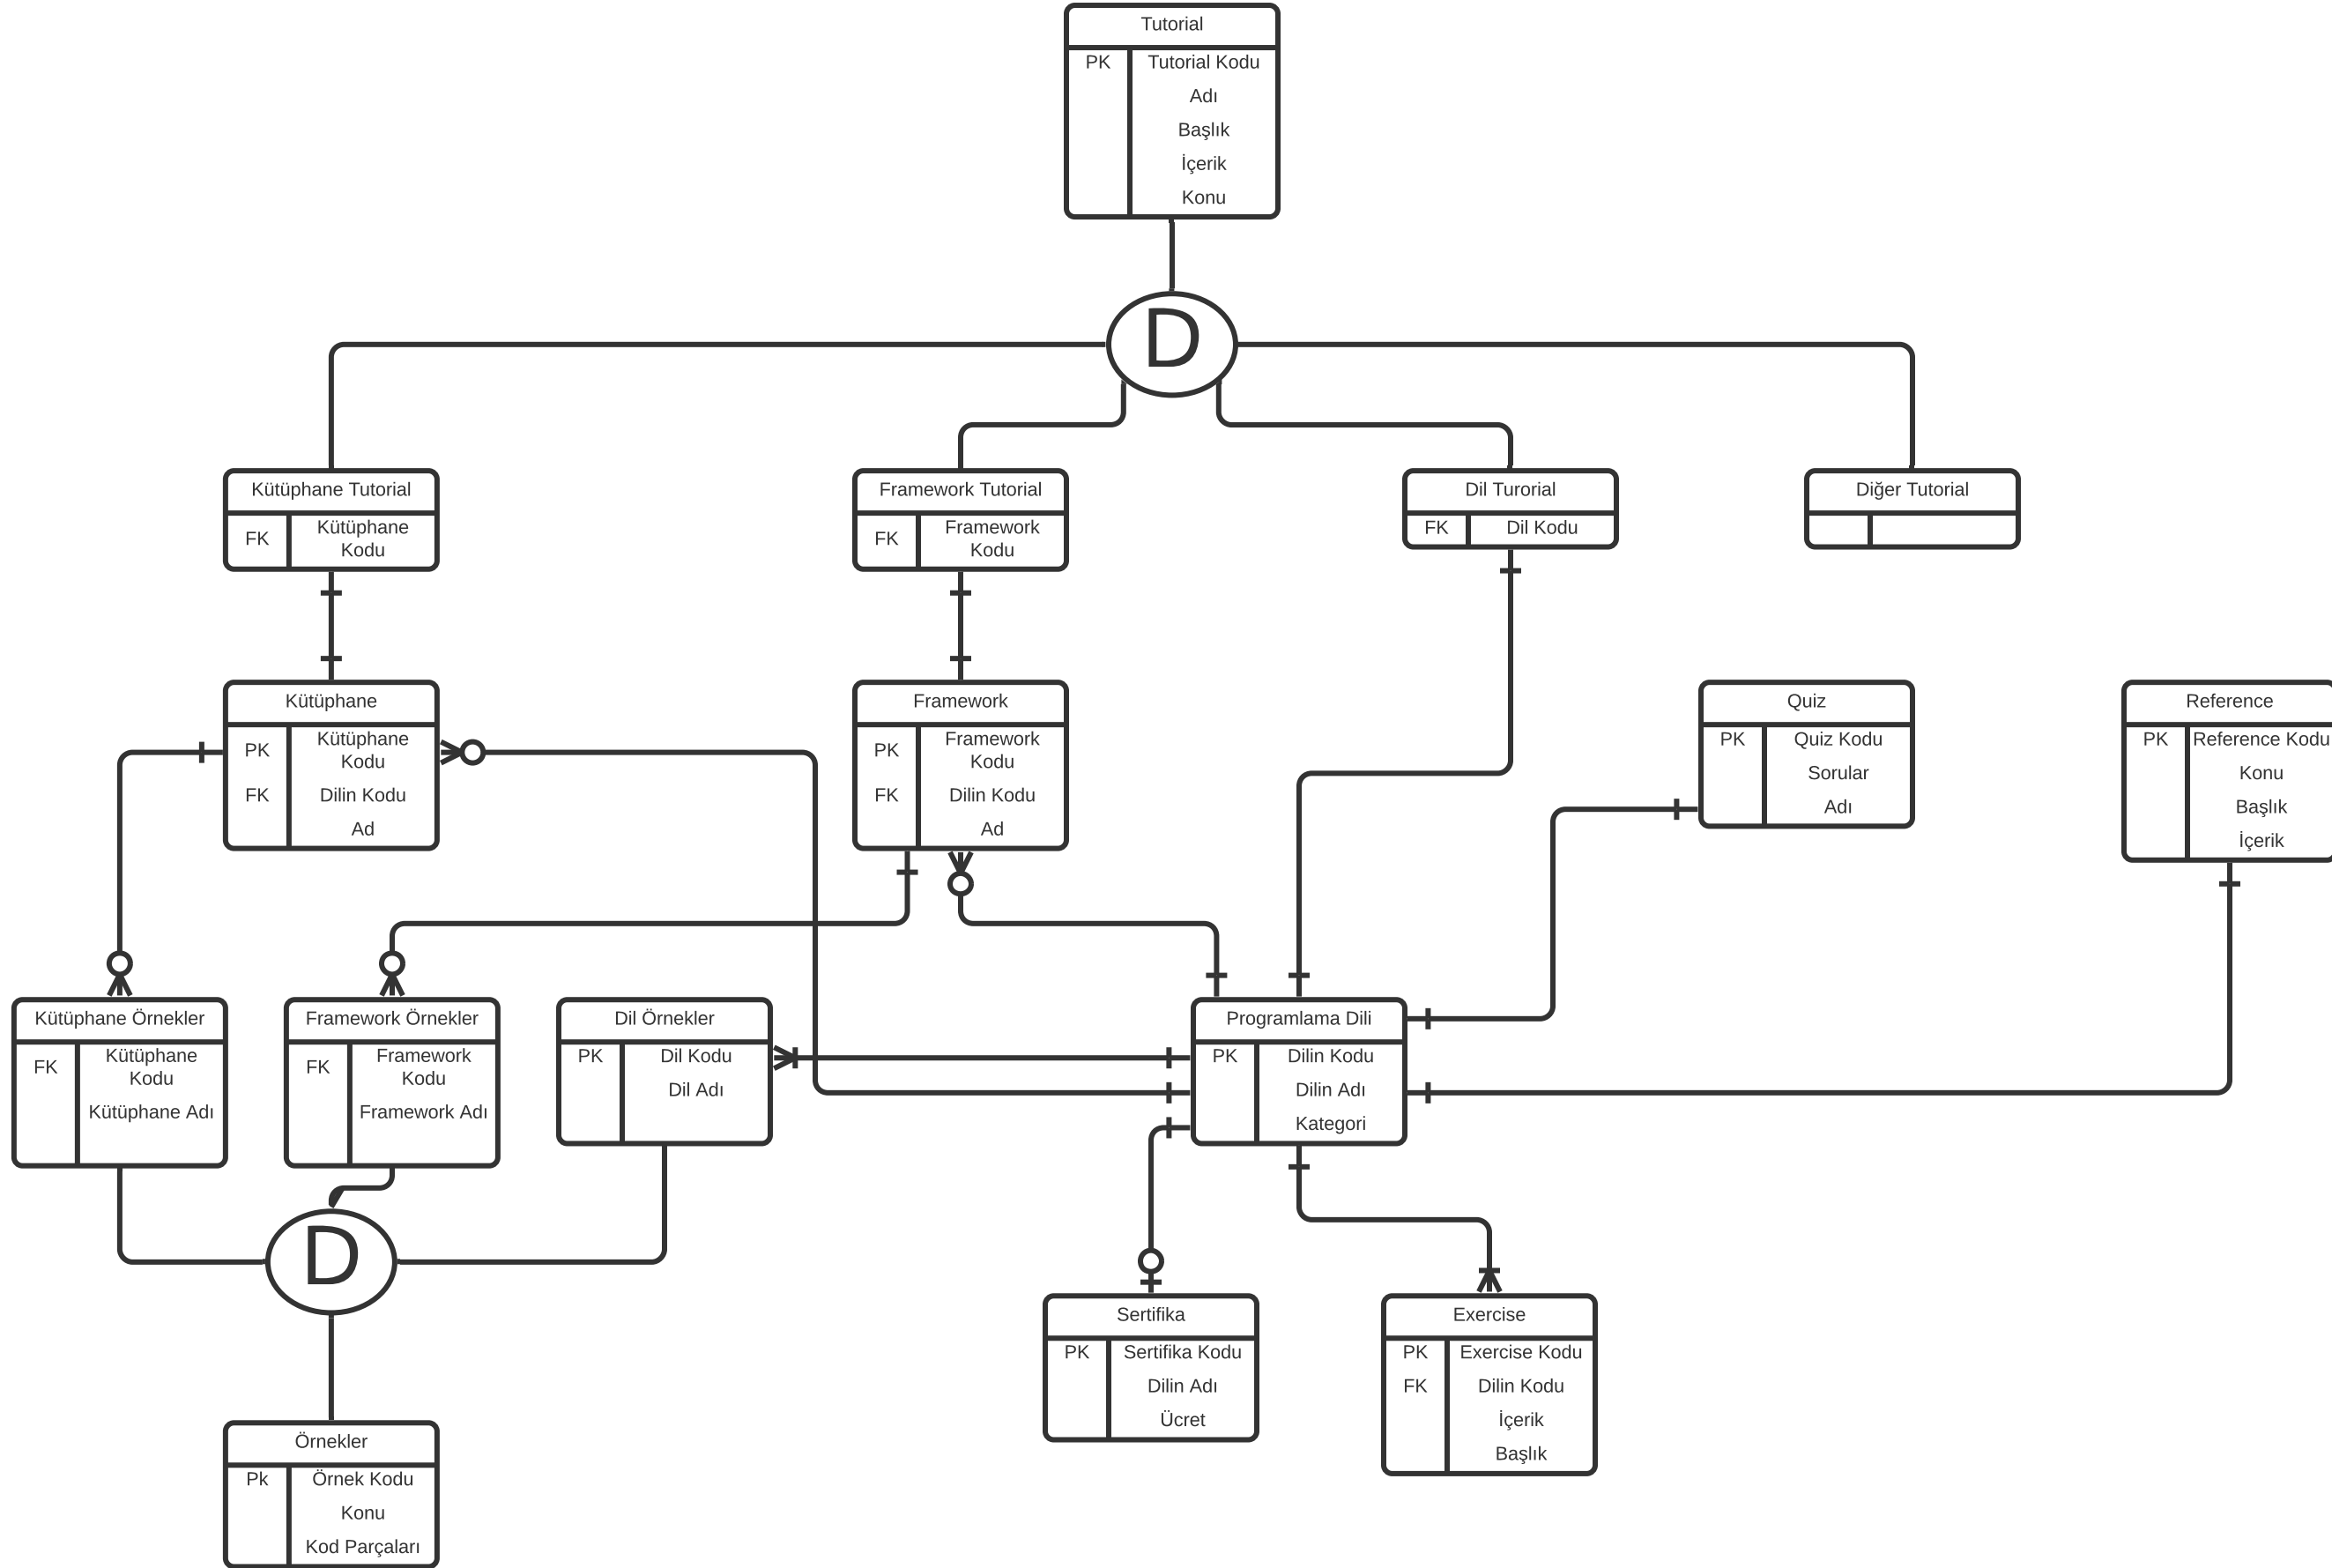 Tutorial
PK
Tutorial Kodu
Adı
Başlık
İçerik
Konu
D
Kütüphane Tutorial
FK
Kütüphane
Kodu
Framework Tutorial
FK
Framework
Kodu
Dil Turorial
FK
Dil Kodu
Diğer Tutorial
Kütüphane
PK
Kütüphane
Kodu
FK
Dilin Kodu
Ad
Framework
PK
Framework
Kodu
FK
Dilin Kodu
Ad
Quiz
PK
Quiz Kodu
Sorular
Adı
Reference
PK
Reference Kodu
Konu
Başlık
İçerik
Kütüphane Örnekler
FK
Kütüphane
Kodu
Kütüphane Adı
Framework Örnekler
FK
Framework
Kodu
Framework Adı
Dil Örnekler
PK
Dil Kodu
Dil Adı
Programlama Dili
PK
Dilin Kodu
Dilin Adı
Kategori
D
Sertifika
PK
Sertifika Kodu
Dilin Adı
Ücret
Exercise
PK
Exercise Kodu
FK
Dilin Kodu
İçerik
Başlık
Örnekler
Pk
Örnek Kodu
Konu
Kod Parçaları